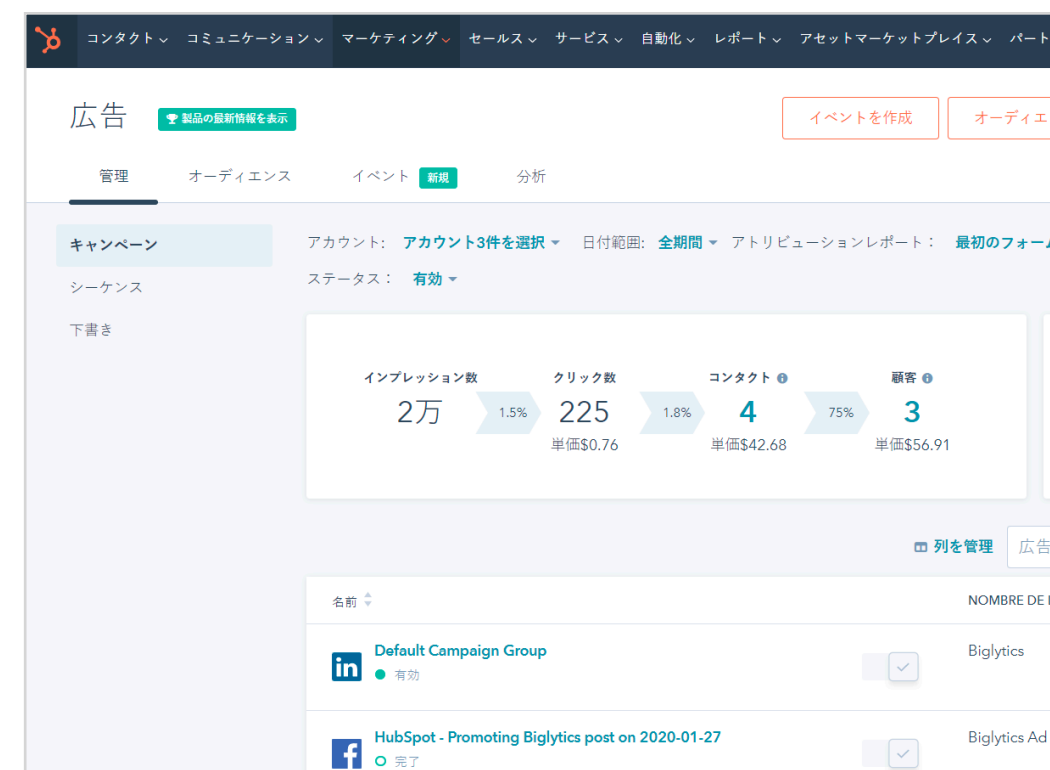 コンタクト コミュニケーション マーケティング セールス サービス 自動化 レポート アセットマーケットプレイス パート
広告 製品の最新情報を表示 イベントを作成 オーディエ
管理 オーディエンス イベント 新規 分析
キャンペーン
シーケンス
下書き
アカウント: アカウント3件を選択 日付範囲: 全期間 アトリビューションレポート： 最初のフォーム
ステータス： 有効
インプレッション数 クリック数 コンタクト 顧客
2万 1.5% 225 1.8% 4 75% 3
単価$0.76 単価$42.68 単価$56.91
列を管理 広告
名前 NOMBRE DE
Default Campaign Group Biglytics
有効
HubSpot - Promoting Biglytics post on 2020-01-27 Biglytics Ad
完了